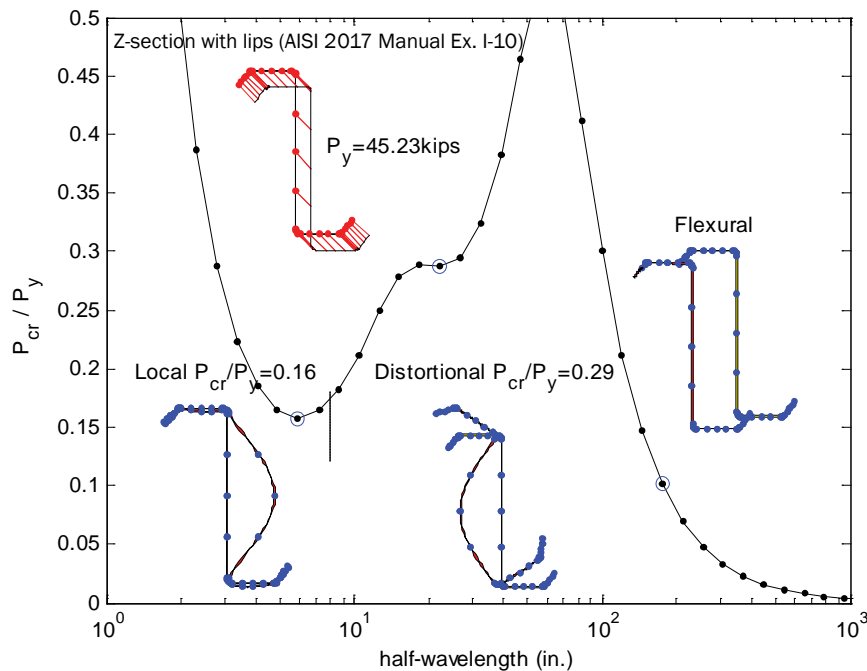 Z-section with lips (AISI 2017 Manual Ex. I-10)
P_y=45.23kips
Flexural
Local P_cr/P_y=0.16
Distortional P_cr/P_y=0.29
P_cr / P_y
0.5
0.45
0.4
0.35
0.3
0.25
0.2
0.15
0.1
0.05
0
10^0 10^1 10^2 10^3
half-wavelength (in.)